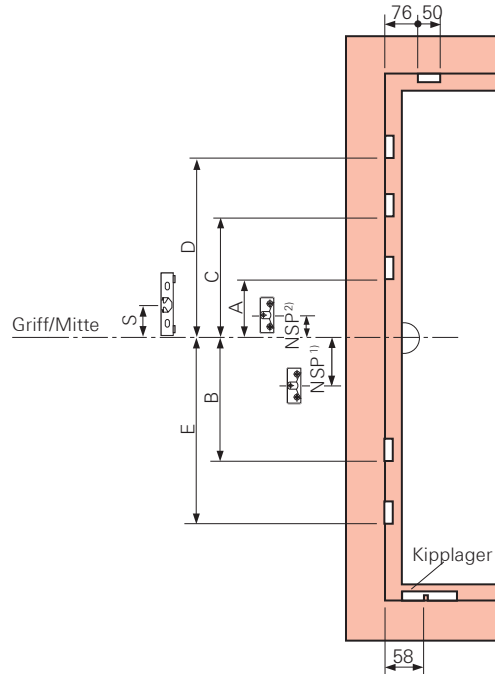 76 50
D
C
A
S
NSP²⁾
Griff/Mitte
NSP¹⁾
B
E
Kipplager
58